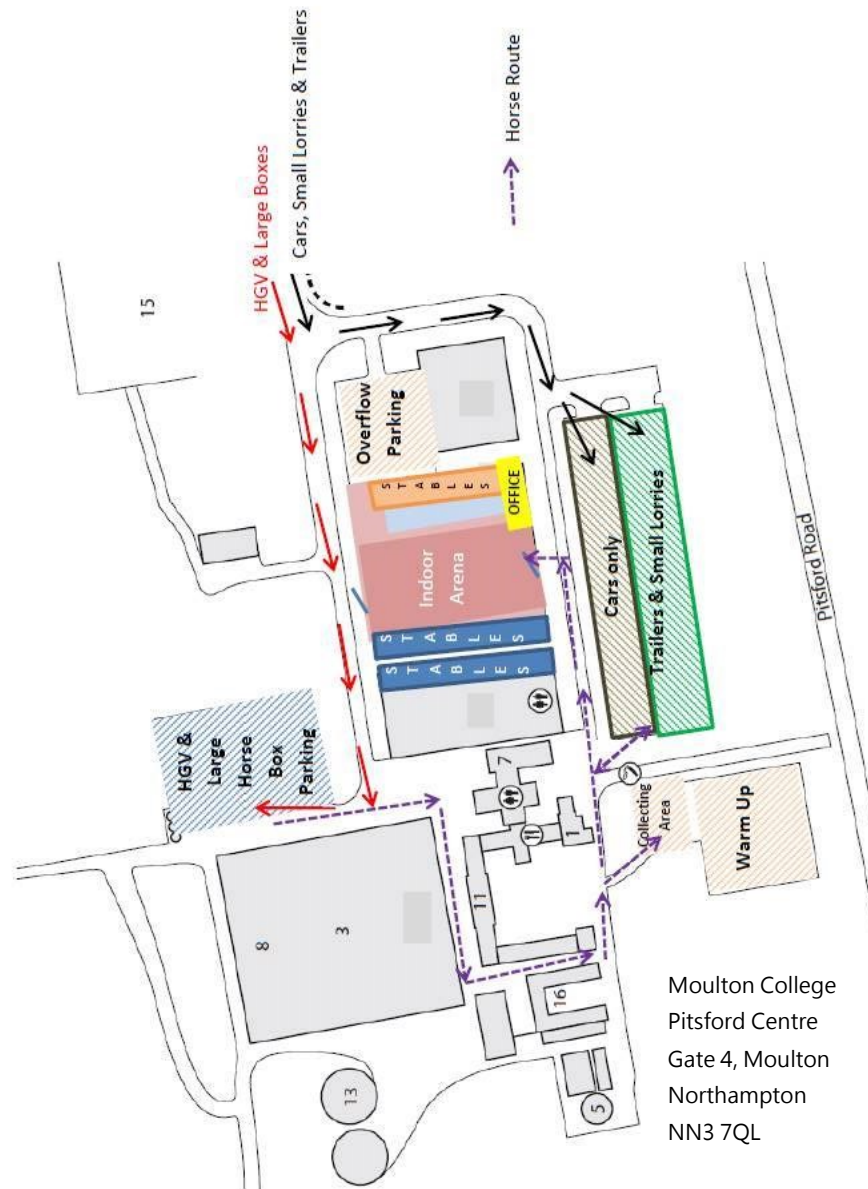 HGV & Large Boxes
Cars, Small Lorries & Trailers
Horse Route
15
Overflow
Parking
STABLES
OFFICE
Indoor
Arena
STABLES
STABLES
Cars only
Trailers & Small Lorries
Pitsford Road
HGV &
Large
Horse
Box
Parking
7
1
11
Collecting
Area
Warm Up
8
3
16
13
5
Moulton College
Pitsford Centre
Gate 4, Moulton
Northampton
NN3 7QL